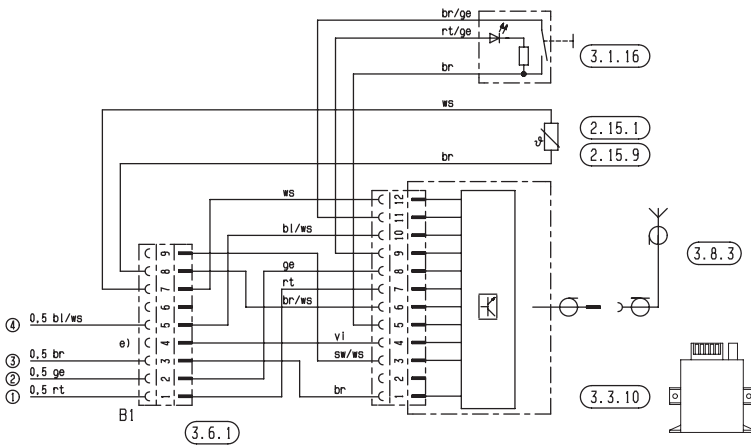 br/ge
rt/ge
br
3.1.16
ws
2.15.1
br
2.15.9
ws
12
11
bl/ws
10
9
9
3.8.3
8
ge
8
7
rt
7
6
br/ws
6
④ 0,5 bl/ws
5
5
e)
4
vi
4
③ 0,5 br
3
sw/ws
3
② 0,5 ge
2
2
① 0,5 rt
1
br
1
3.3.10
B1
3.6.1